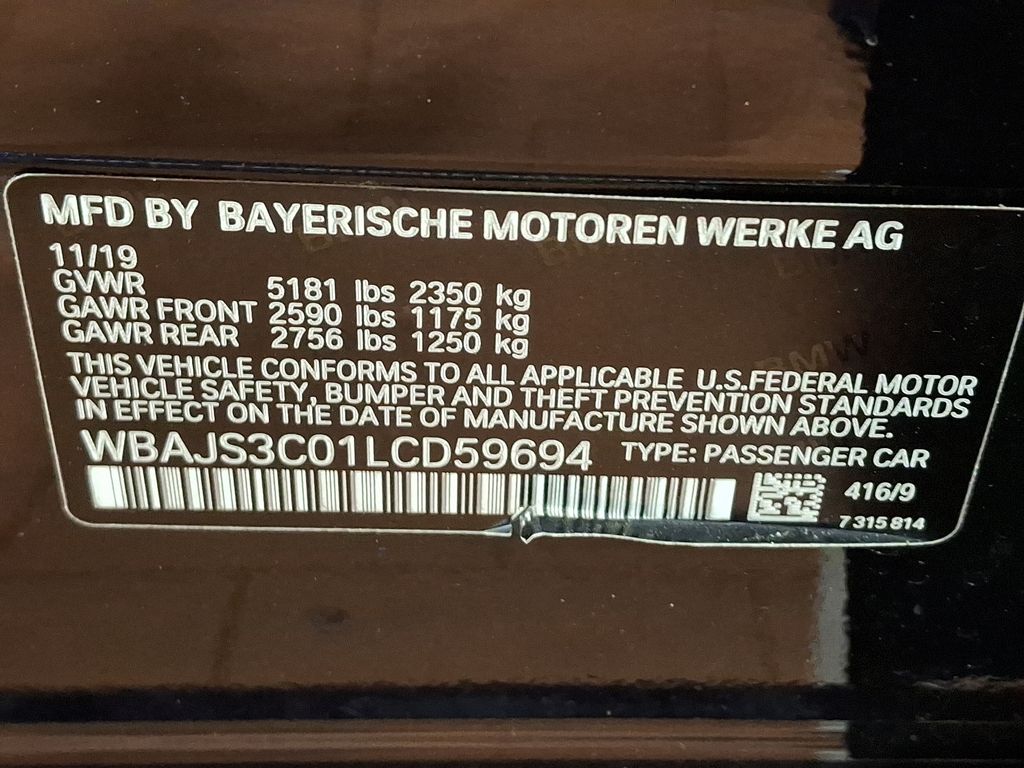 MFD BY BAYERISCHE MOTOREN WERKE AG
11/19
GVWR 5181 lbs 2350 kg
GAWR FRONT 2590 lbs 1175 kg
GAWR REAR 2756 lbs 1250 kg
THIS VEHICLE CONFORMS TO ALL APPLICABLE U.S.FEDERAL MOTOR
VEHICLE SAFETY, BUMPER AND THEFT PREVENTION STANDARDS
IN EFFECT ON THE DATE OF MANUFACTURE SHOWN ABOVE.
WBAJS3C01LCD59694 TYPE: PASSENGER CAR
416/9
7 315 814
BMW